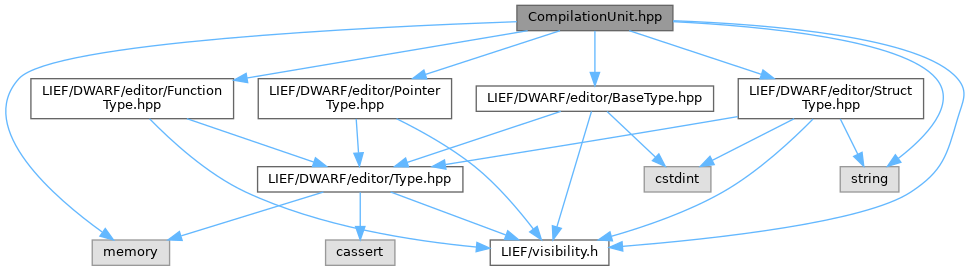 CompilationUnit.hpp
LIEF/DWARF/editor/Function
Type.hpp
LIEF/DWARF/editor/Pointer
Type.hpp
LIEF/DWARF/editor/BaseType.hpp
LIEF/DWARF/editor/Struct
Type.hpp
LIEF/DWARF/editor/Type.hpp
cstdint
string
memory
cassert
LIEF/visibility.h